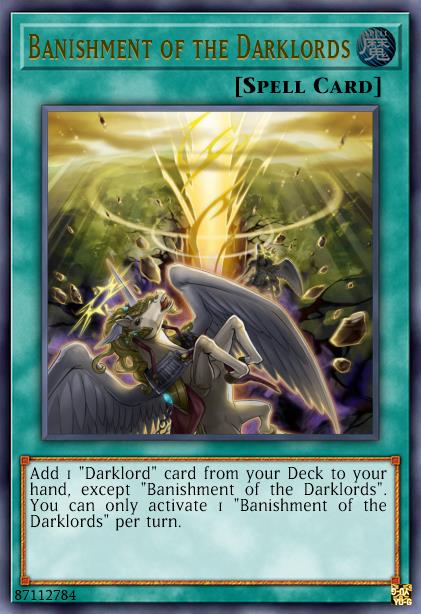 BANISHMENT OF THE DARKLORDS 魔
[SPELL CARD]
Add 1 "Darklord" card from your Deck to your
hand, except "Banishment of the Darklords".
You can only activate 1 "Banishment of the
Darklords" per turn.
87112784